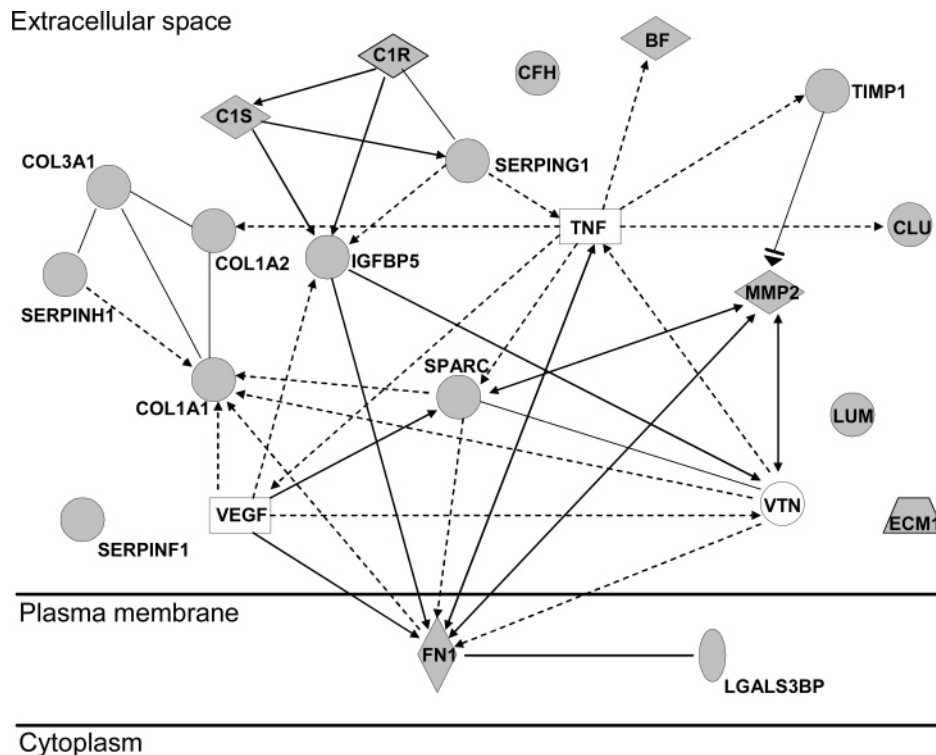 Extracellular space
C1R
BF
CFH
TIMP1
C1S
COL3A1
SERPING1
TNF
CLU
COL1A2
IGFBP5
MMP2
SERPINH1
SPARC
COL1A1
LUM
VEGF
VTN
ECM1
SERPINF1
Plasma membrane
FN1
LGALS3BP
Cytoplasm